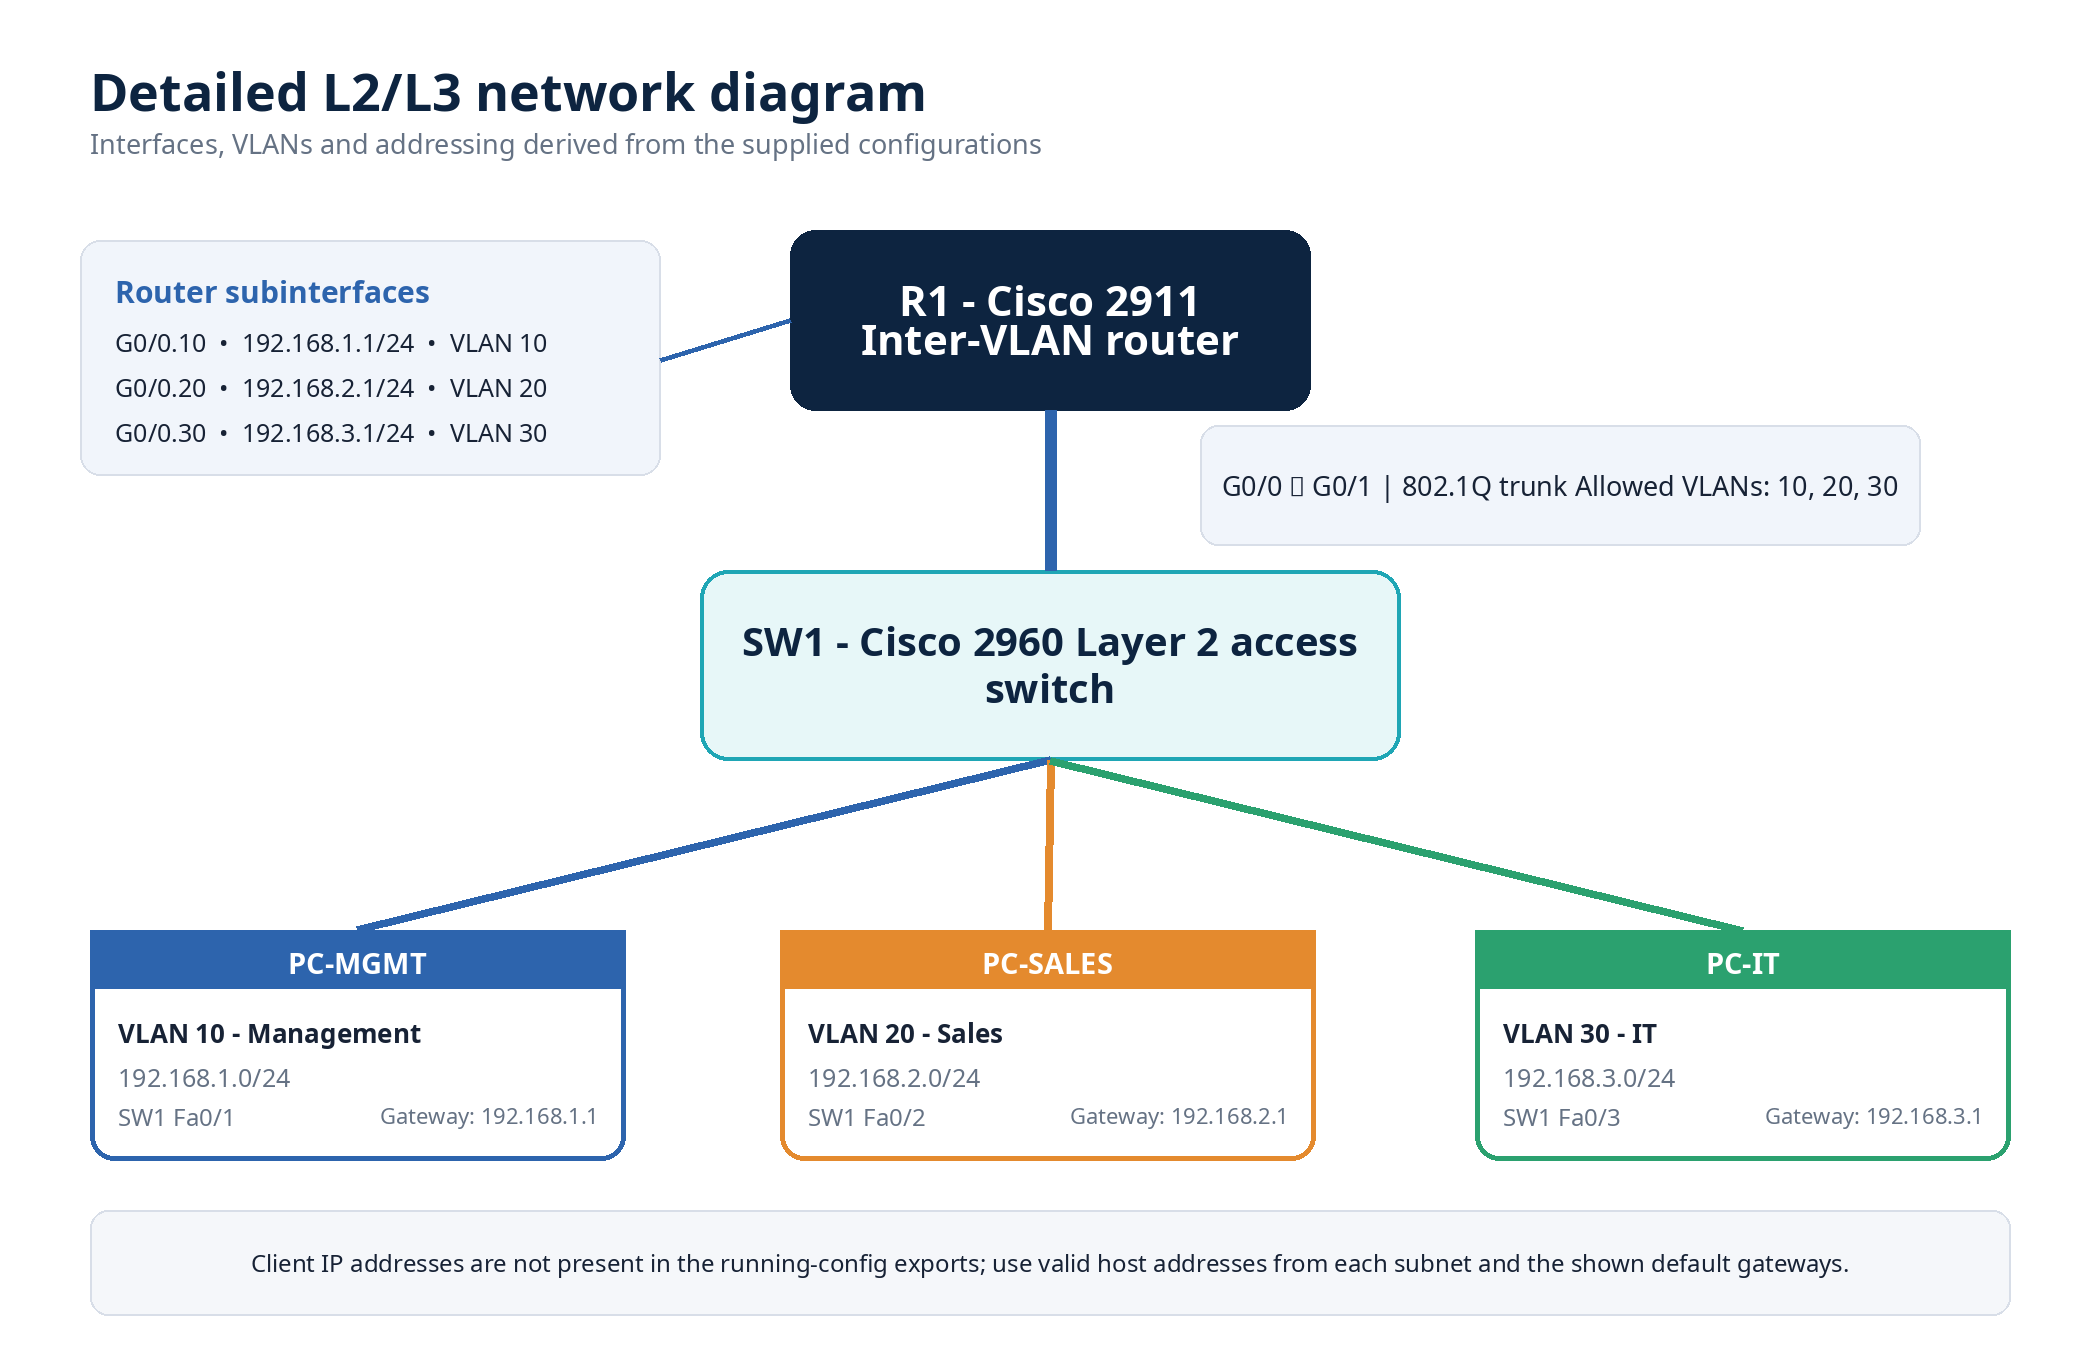 Detailed L2/L3 network diagram
Interfaces, VLANs and addressing derived from the supplied configurations
Router subinterfaces
G0/0.10 • 192.168.1.1/24 • VLAN 10
G0/0.20 • 192.168.2.1/24 • VLAN 20
G0/0.30 • 192.168.3.1/24 • VLAN 30
R1 - Cisco 2911
Inter-VLAN router
G0/0 ▯ G0/1 | 802.1Q trunk Allowed VLANs: 10, 20, 30
SW1 - Cisco 2960 Layer 2 access
switch
PC-MGMT
VLAN 10 - Management
192.168.1.0/24
SW1 Fa0/1 Gateway: 192.168.1.1
PC-SALES
VLAN 20 - Sales
192.168.2.0/24
SW1 Fa0/2 Gateway: 192.168.2.1
PC-IT
VLAN 30 - IT
192.168.3.0/24
SW1 Fa0/3 Gateway: 192.168.3.1
Client IP addresses are not present in the running-config exports; use valid host addresses from each subnet and the shown default gateways.